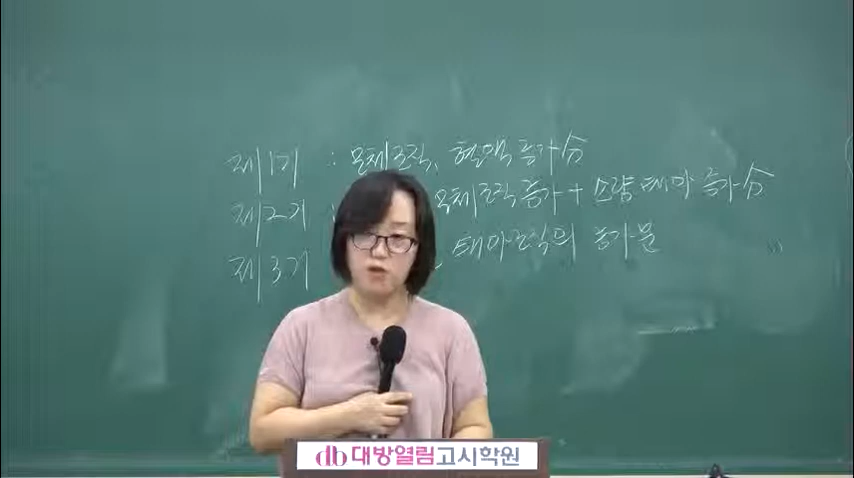 제1기 : 모체조직, 혈액 증가분
제2기 : 모체조직 증가 + 소량 태아 증가분
제3기 태아조직의 증가분
db 대방열림고시학원